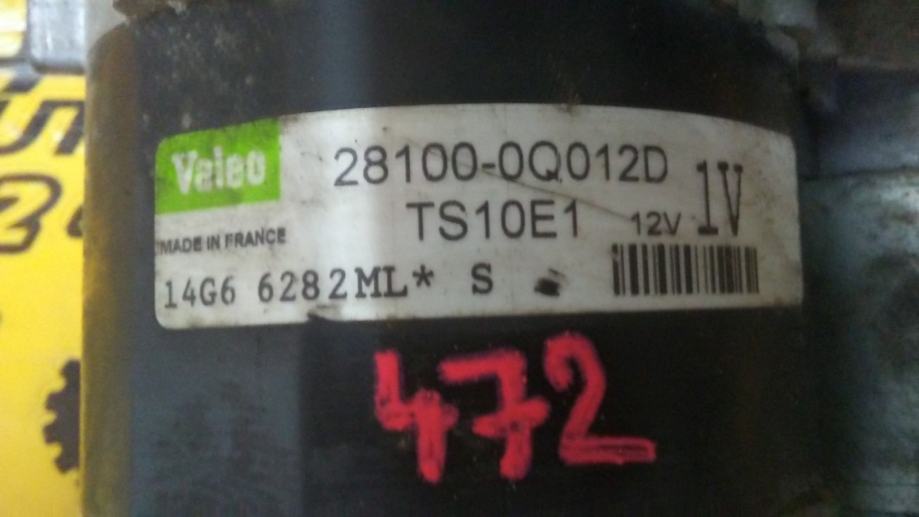 Valeo
28100-0Q012D
TS10E1 12V 1V
MADE IN FRANCE
14G6 6282ML* S
472